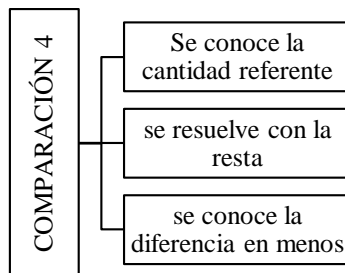 COMPARACIÓN 4
Se conoce la
cantidad referente
se resuelve con la
resta
se conoce la
diferencia en menos